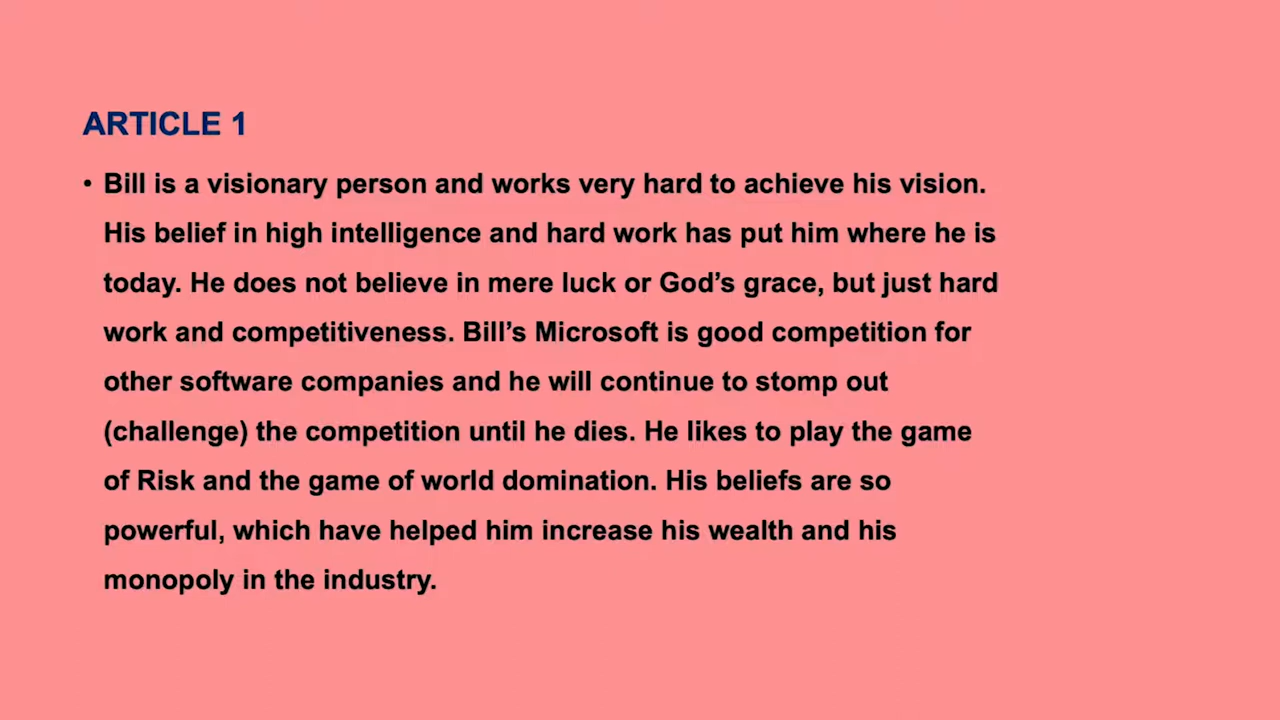 ARTICLE 1
• Bill is a visionary person and works very hard to achieve his vision.
His belief in high intelligence and hard work has put him where he is
today. He does not believe in mere luck or God’s grace, but just hard
work and competitiveness. Bill’s Microsoft is good competition for
other software companies and he will continue to stomp out
(challenge) the competition until he dies. He likes to play the game
of Risk and the game of world domination. His beliefs are so
powerful, which have helped him increase his wealth and his
monopoly in the industry.